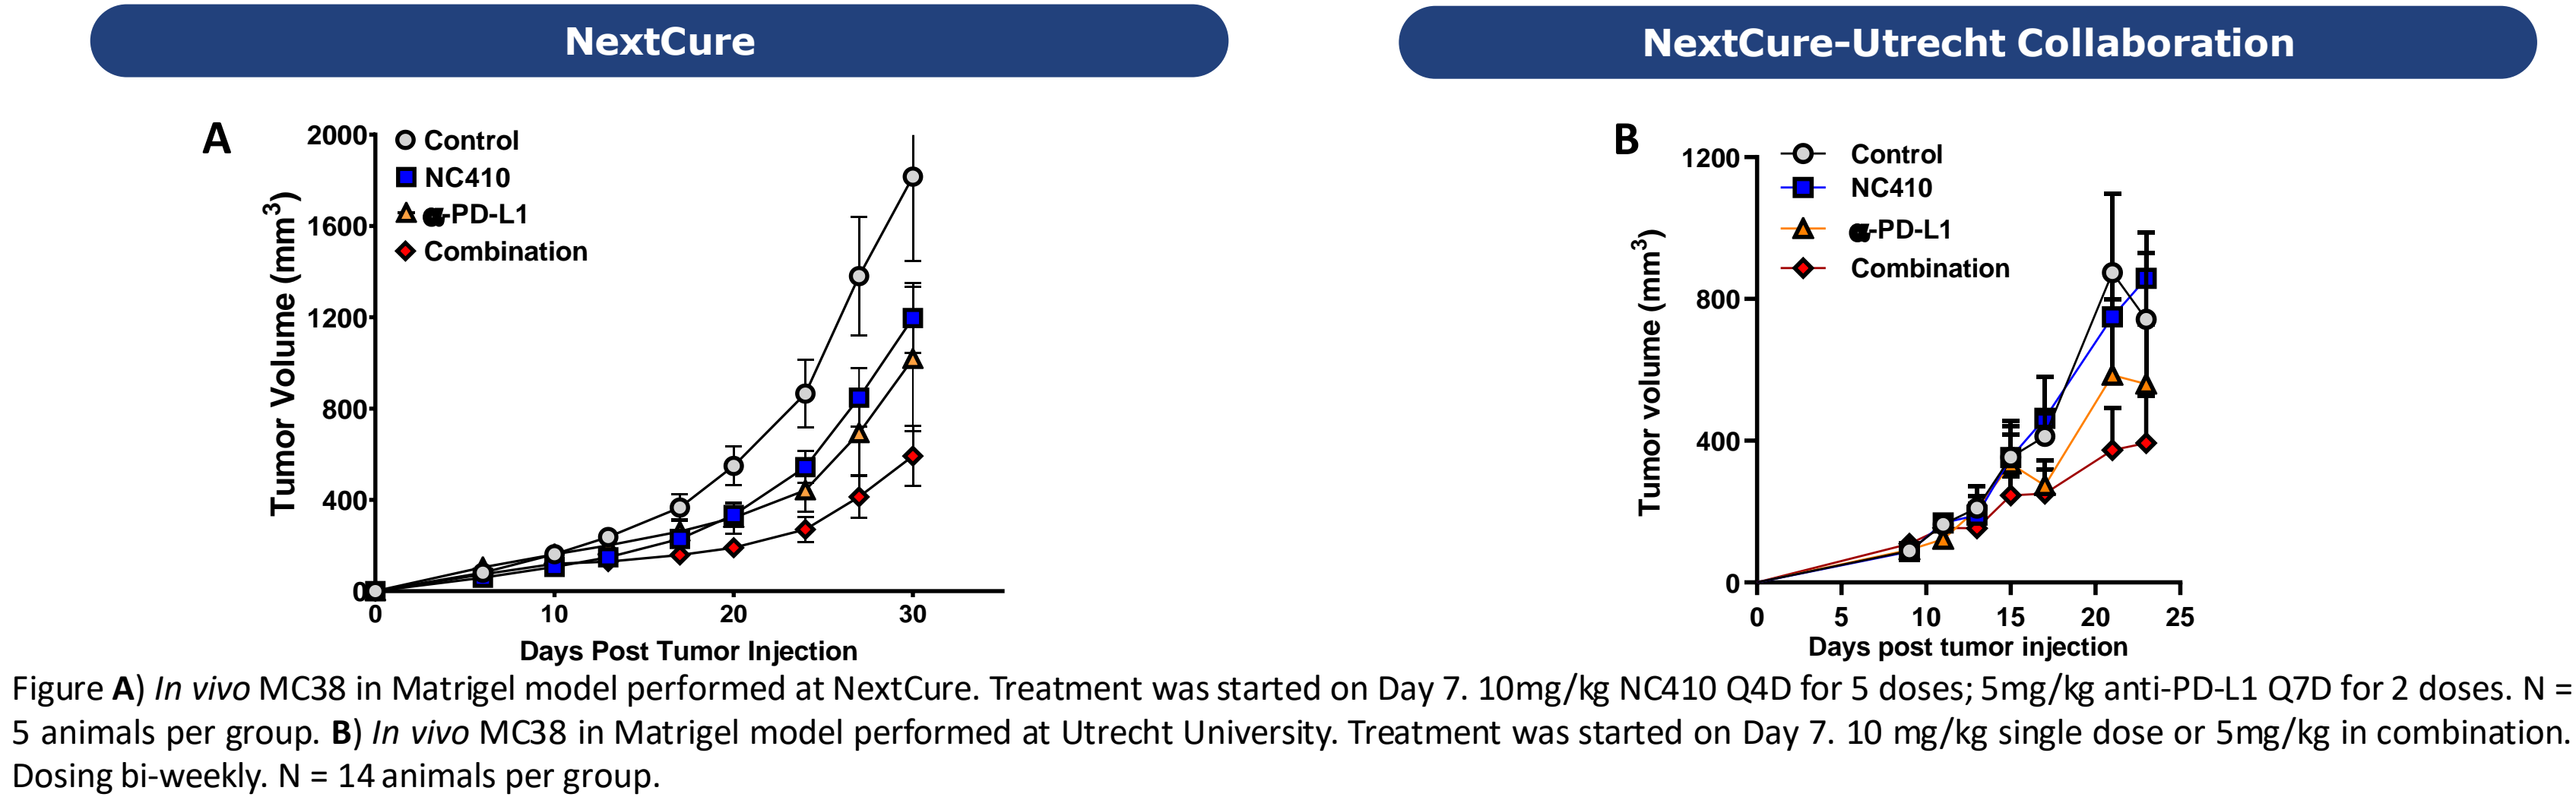 NextCure
NextCure-Utrecht Collaboration
A
2000
1600
1200
800
400
0
Tumor Volume (mm³)
Control
NC410
α-PD-L1
Combination
0 10 20 30
Days Post Tumor Injection
B
1200
800
400
0
Tumor volume (mm³)
Control
NC410
α-PD-L1
Combination
0 5 10 15 20 25
Days post tumor injection
Figure A) In vivo MC38 in Matrigel model performed at NextCure. Treatment was started on Day 7. 10mg/kg NC410 Q4D for 5 doses; 5mg/kg anti-PD-L1 Q7D for 2 doses. N =
5 animals per group. B) In vivo MC38 in Matrigel model performed at Utrecht University. Treatment was started on Day 7. 10 mg/kg single dose or 5mg/kg in combination.
Dosing bi-weekly. N = 14 animals per group.